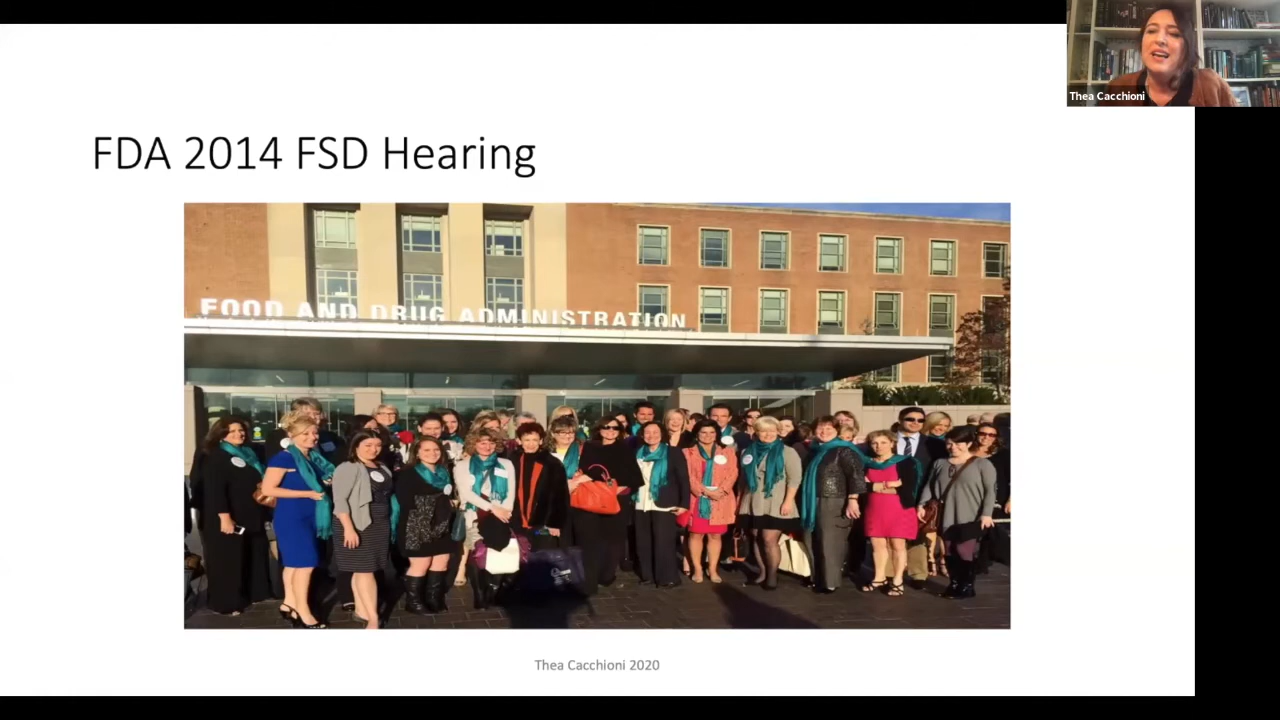 Thea Cacchioni
FDA 2014 FSD Hearing
FOOD AND DRUG ADMINISTRATION
Thea Cacchioni 2020